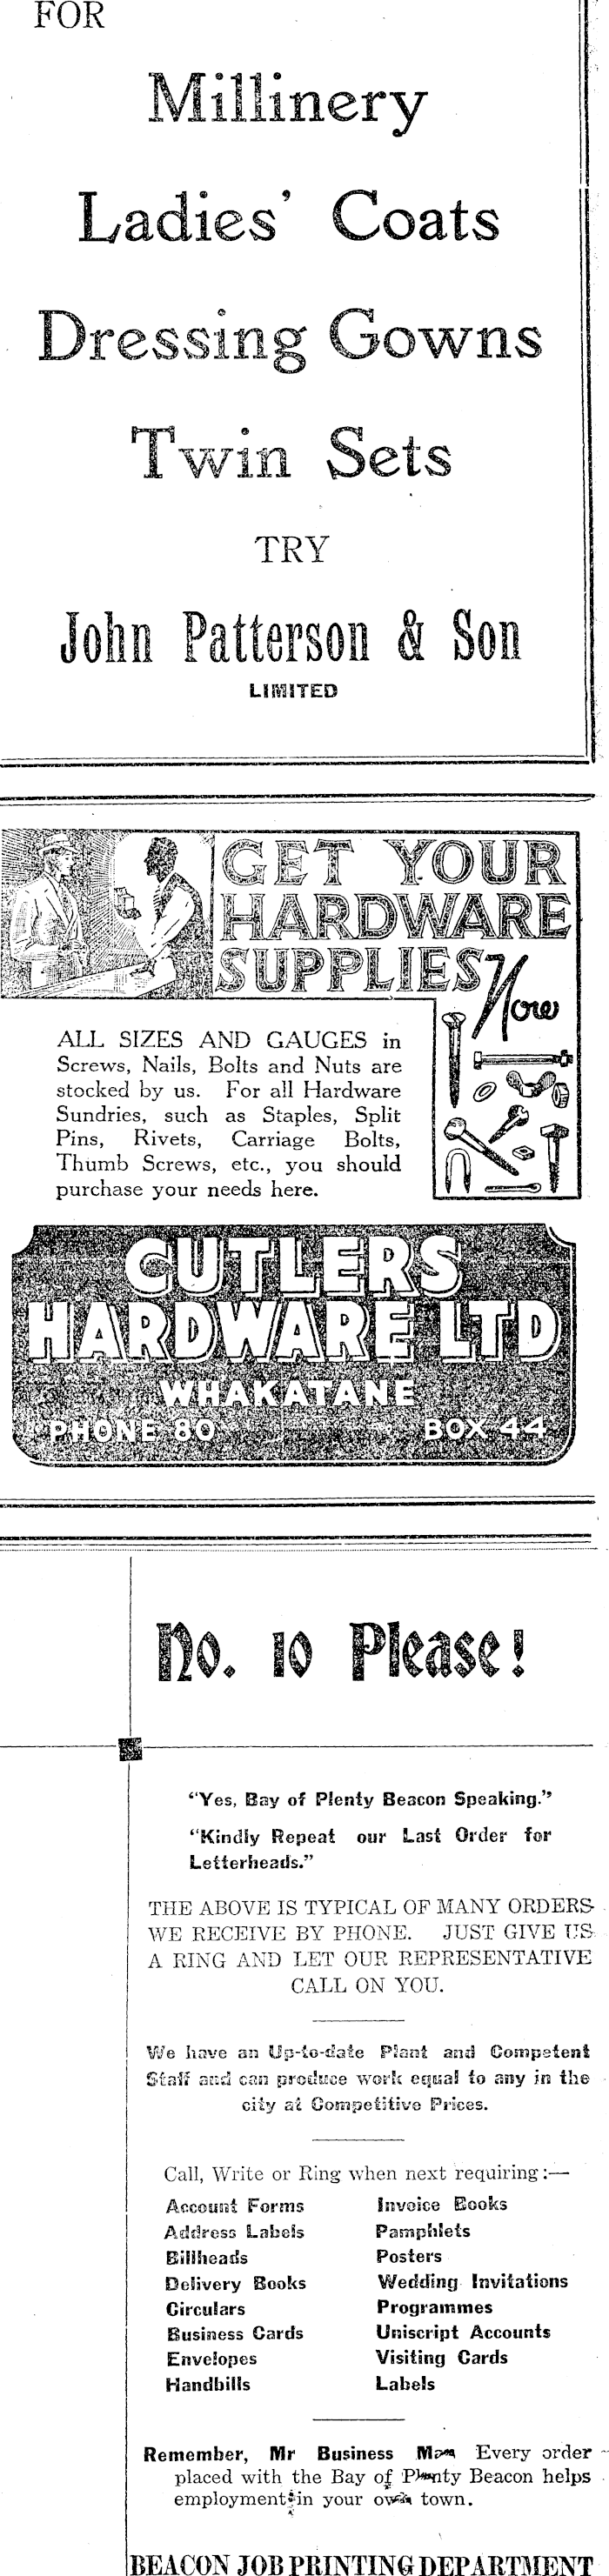 FOR
Millinery
Ladies' Coats
Dressing Gowns
Twin Sets
TRY
John Patterson & Son
LIMITED
GET YOUR
HARDWARE
SUPPLIES Now
ALL SIZES AND GAUGES in
Screws, Nails, Bolts and Nuts are
stocked by us. For all Hardware
Sundries, such as Staples, Split
Pins, Rivets, Carriage Bolts,
Thumb Screws, etc., you should
purchase your needs here.
CUTLERS
HARDWARE LTD
WHAKATANE
PHONE 80 BOX 44
No. 10 Please!
"Yes, Bay of Plenty Beacon Speaking."
"Kindly Repeat our Last Order for
Letterheads."
THE ABOVE IS TYPICAL OF MANY ORDERS
WE RECEIVE BY PHONE. JUST GIVE US
A RING AND LET OUR REPRESENTATIVE
CALL ON YOU.
We have an Up-to-date Plant and Competent
Staff and can produce work equal to any in the
city at Competitive Prices.
Call, Write or Ring when next requiring:—
Account Forms Invoice Books
Address Labels Pamphlets
Billheads Posters
Delivery Books Wedding Invitations
Circulars Programmes
Business Cards Uniscript Accounts
Envelopes Visiting Cards
Handbills Labels
Remember, Mr Business Man Every order
placed with the Bay of Plenty Beacon helps
employment in your own town.
BEACON JOB PRINTING DEPARTMENT